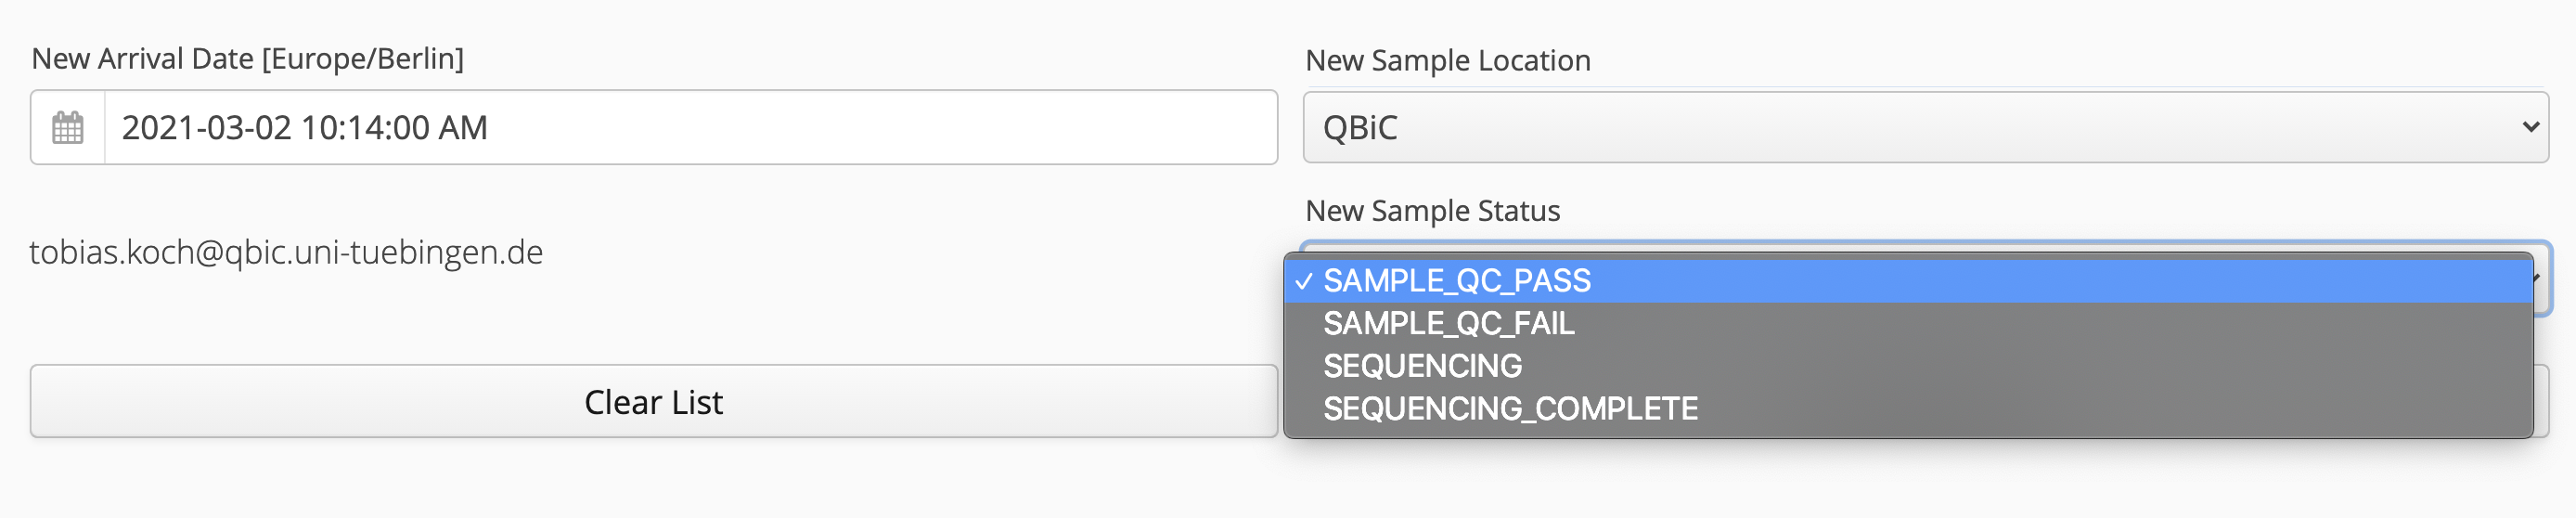 New Arrival Date [Europe/Berlin]
2021-03-02 10:14:00 AM
New Sample Location
QBiC
tobias.koch@qbic.uni-tuebingen.de
New Sample Status
SAMPLE_QC_PASS
SAMPLE_QC_FAIL
SEQUENCING
SEQUENCING_COMPLETE
Clear List